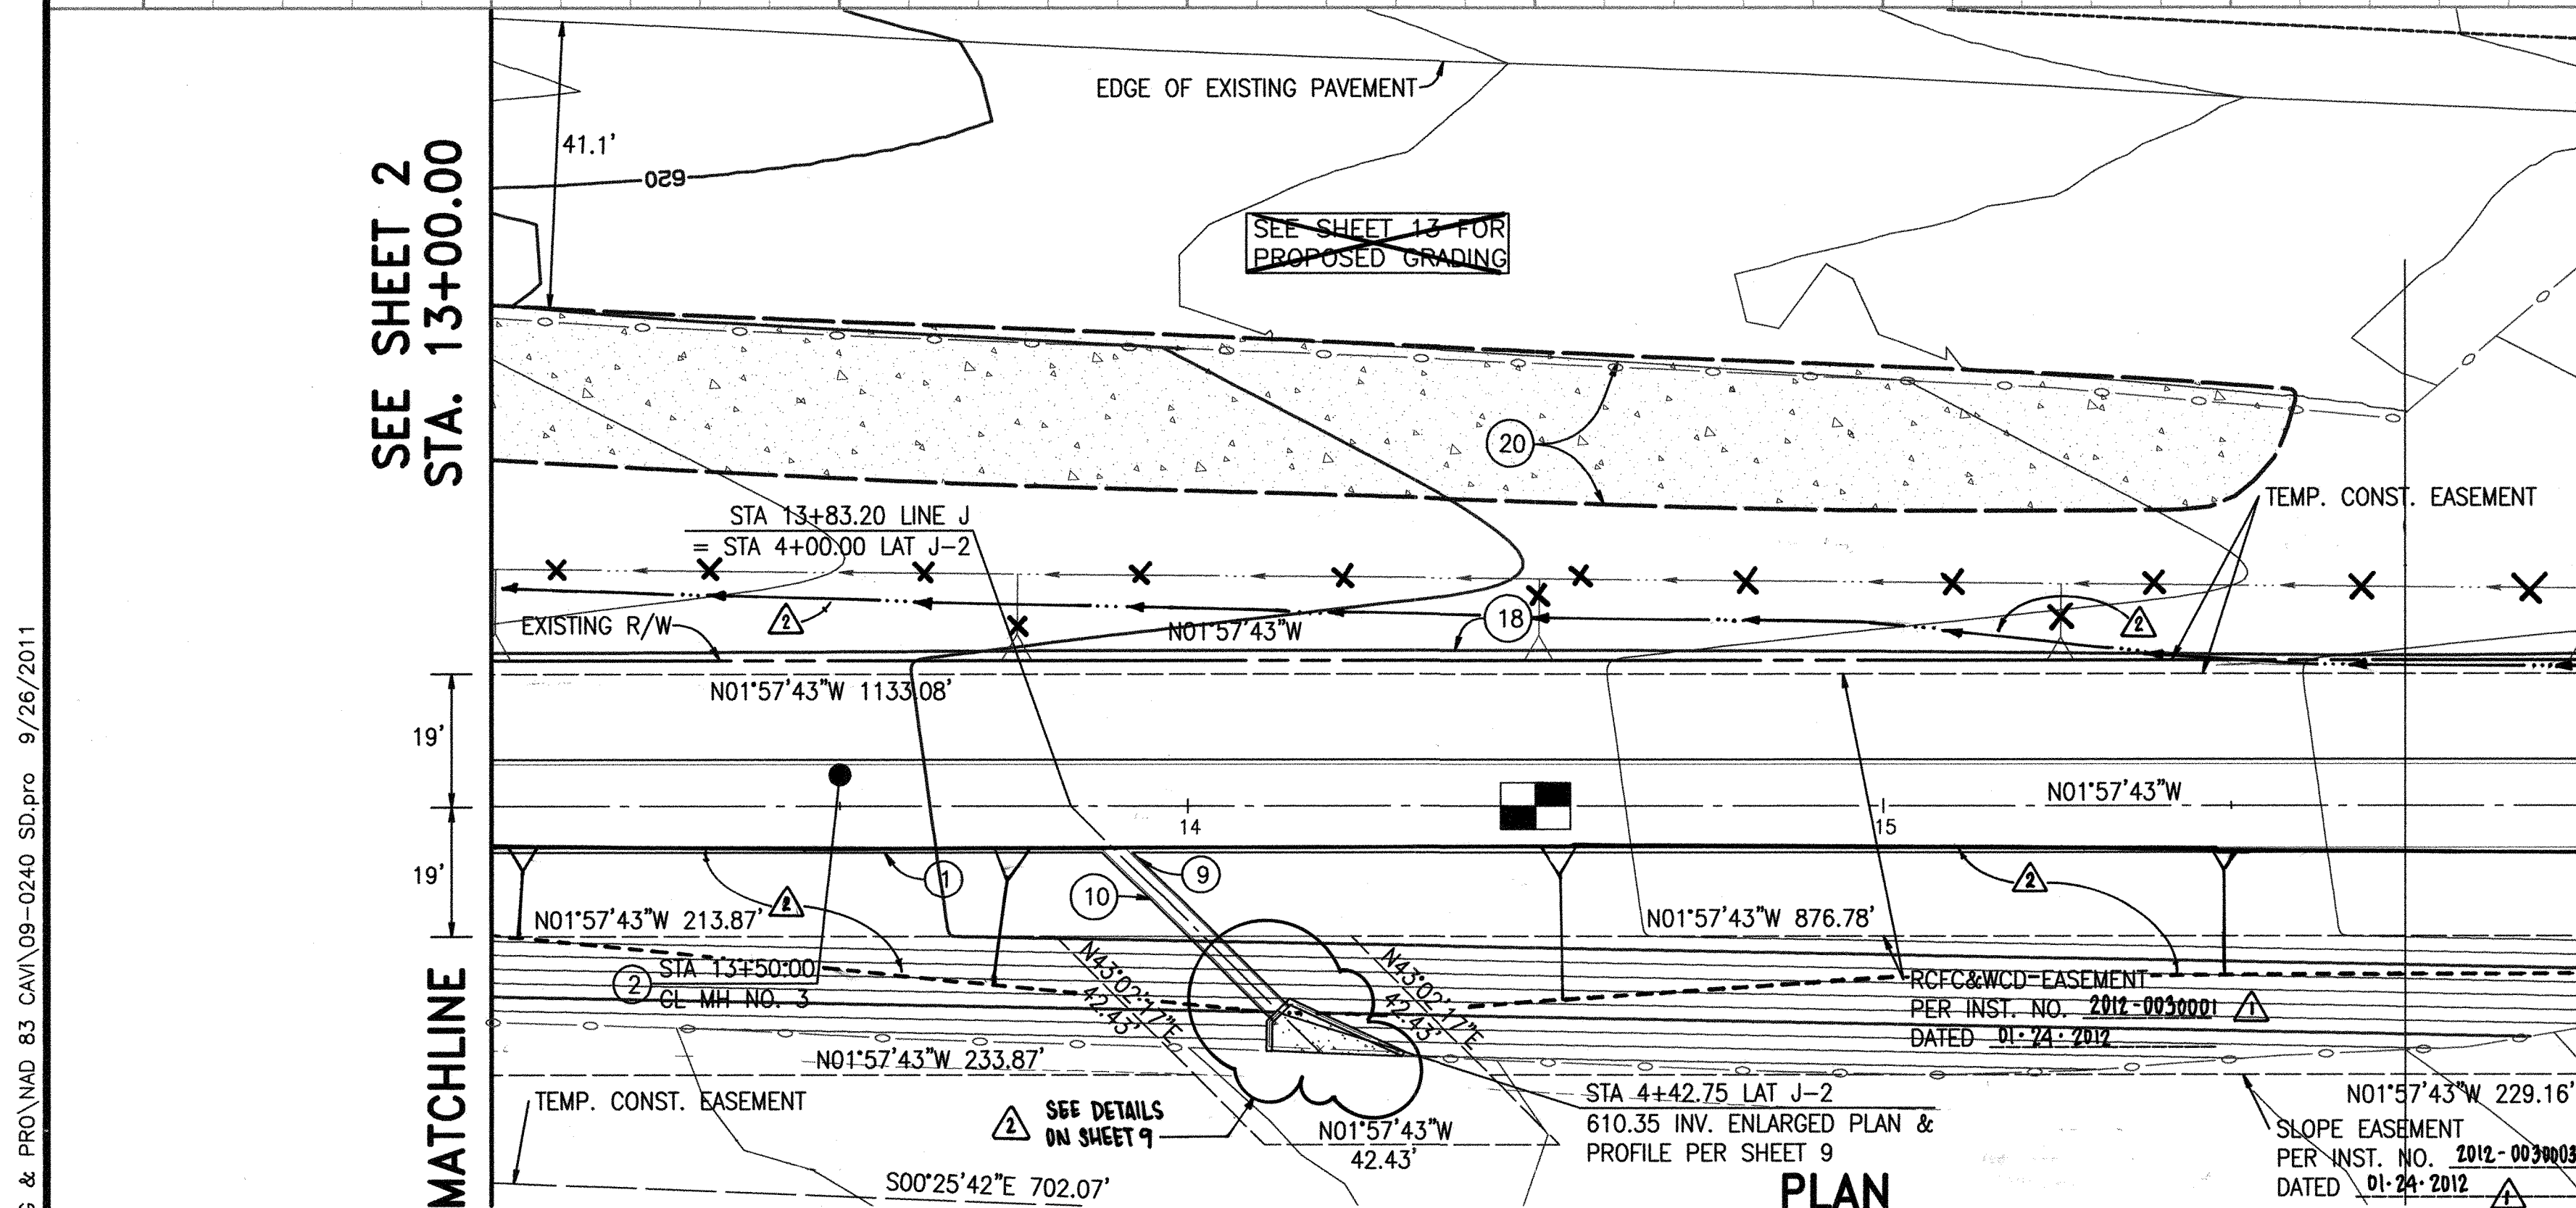 EDGE OF EXISTING PAVEMENT
41.1'
620
SEE SHEET 2
STA. 13+00.00
SEE SHEET 13 FOR
PROPOSED GRADING
20
TEMP. CONST. EASEMENT
STA 13+83.20 LINE J
= STA 4+00.00 LAT J-2
2
EXISTING R/W
18
N01°57'43"W
2
N01°57'43"W 1133.08'
19'
N01°57'43"W
14
15
19'
1
9
10
2
2
N01°57'43"W 213.87'
N01°57'43"W 876.78'
2
STA 13+50.00
CL MH NO. 3
N43°02'17"E
42.43'
N43°02'17"E
42.43'
RCFC&WCD EASEMENT
PER INST. NO. 2012-0030001
1
DATED 01·24·2012
N01°57'43"W 233.87'
TEMP. CONST. EASEMENT
2
SEE DETAILS
ON SHEET 9
N01°57'43"W
42.43'
STA 4+42.75 LAT J-2
610.35 INV. ENLARGED PLAN &
PROFILE PER SHEET 9
N01°57'43"W 229.16'
SLOPE EASEMENT
PER INST. NO. 2012-0030003
DATED 01·24·2012
1
S00°25'42"E 702.07'
PLAN
MATCHLINE
& PRO\NAD 83 CAVI\09-0240 SD.pro 9/26/2011